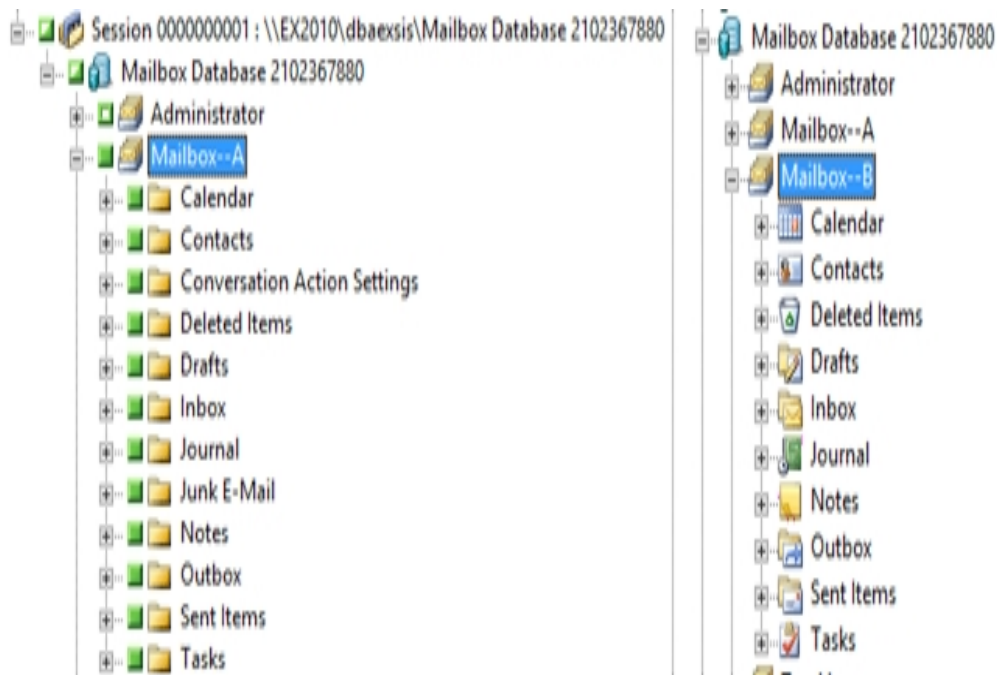 Session 0000000001 : \\EX2010\dbaexsis\Mailbox Database 2102367880
Mailbox Database 2102367880
Administrator
Mailbox--A
Calendar
Contacts
Conversation Action Settings
Deleted Items
Drafts
Inbox
Journal
Junk E-Mail
Notes
Outbox
Sent Items
Tasks
Mailbox Database 2102367880
Administrator
Mailbox--A
Mailbox--B
Calendar
Contacts
Deleted Items
Drafts
Inbox
Journal
Notes
Outbox
Sent Items
Tasks